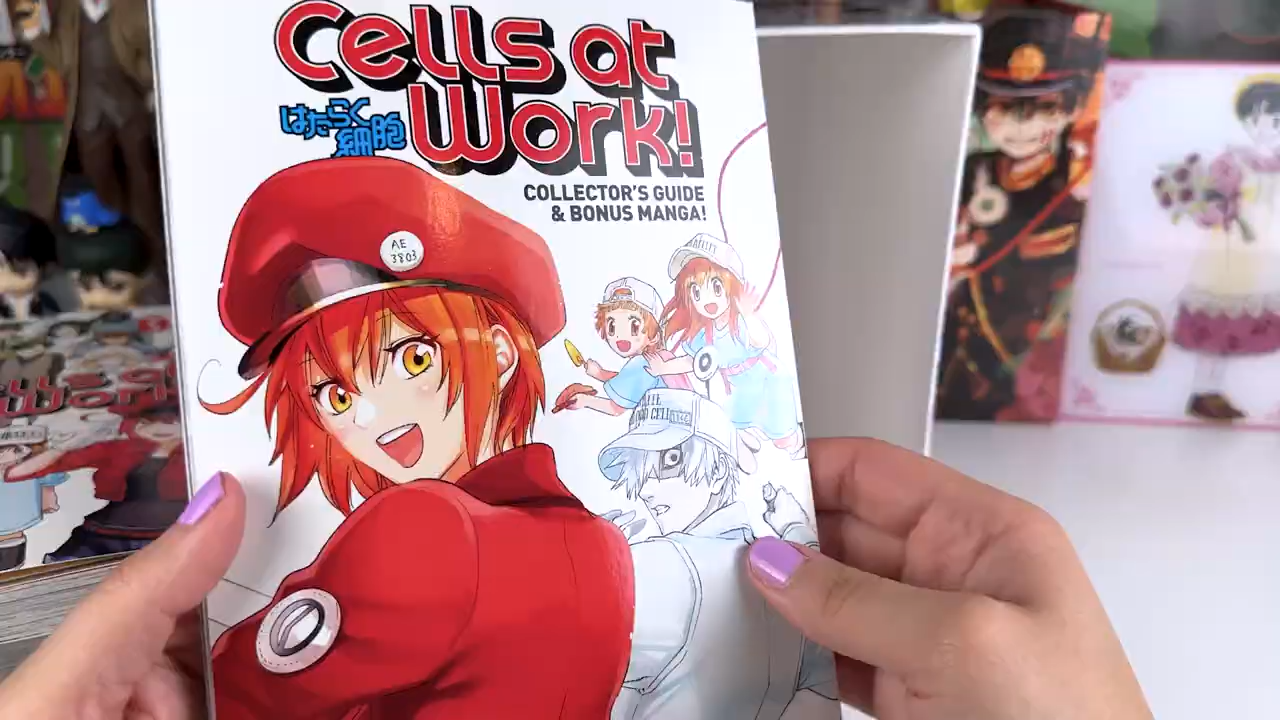 Cells at
はたらく
細胞
Work!
COLLECTOR'S GUIDE
& BONUS MANGA!
AE
3803